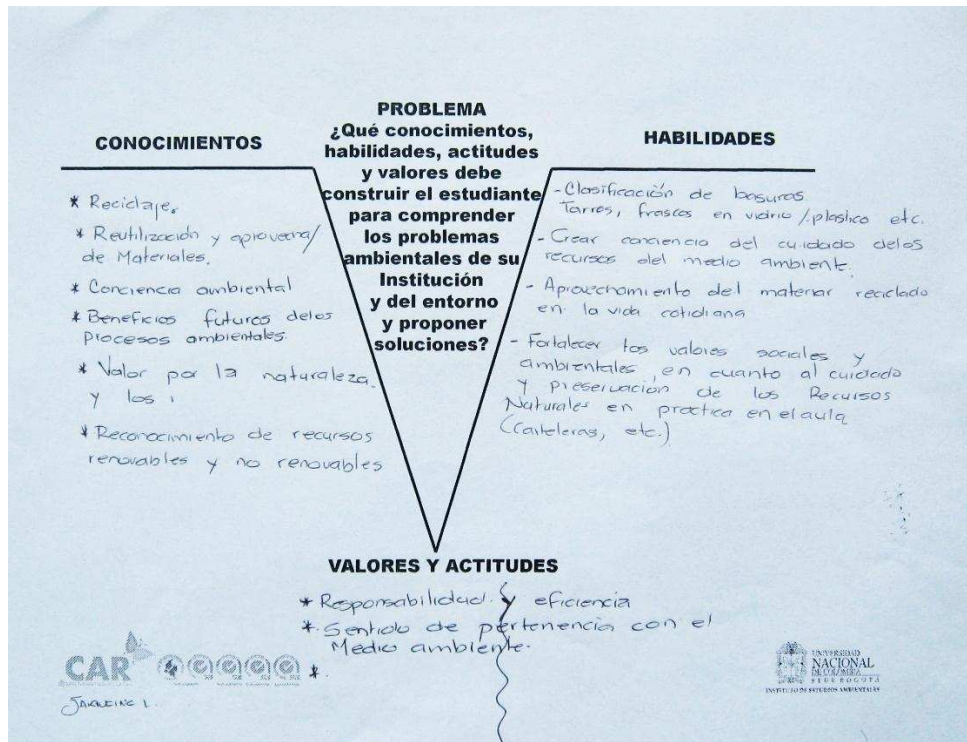 PROBLEMA
¿Qué conocimientos,
habilidades, actitudes
y valores debe
construir el estudiante
para comprender
los problemas
ambientales de su
Institución
y del entorno
y proponer
soluciones?
CONOCIMIENTOS
* Reciclaje.
* Reutilización y aprovecha/
de Materiales.
* Conciencia ambiental
* Beneficios futuros delos
procesos ambientales.
* Valor por la naturaleza.
y los
* Reconocimiento de recursos
renovables y no renovables
HABILIDADES
- Clasificación de basuras
Tarros, frascos en vidrio / plastico etc.
- Crear conciencia del cuidado delos
recursos del medio ambiente.
- Aprovechamiento del material reciclado
en la vida cotidiana
- Fortalecer los valores sociales y
ambientales en cuanto al cuidado
y preservación de los Recursos
Naturales en practica en el aula
(Carteleras, etc.)
VALORES Y ACTITUDES
* Responsabilidad y eficiencia
* Sentido de pertenencia con el
Medio ambiente.
*
CAR
UNIVERSIDAD
NACIONAL
DE COLOMBIA
SEDE BOGOTÁ
INSTITUTO DE ESTUDIOS AMBIENTALES